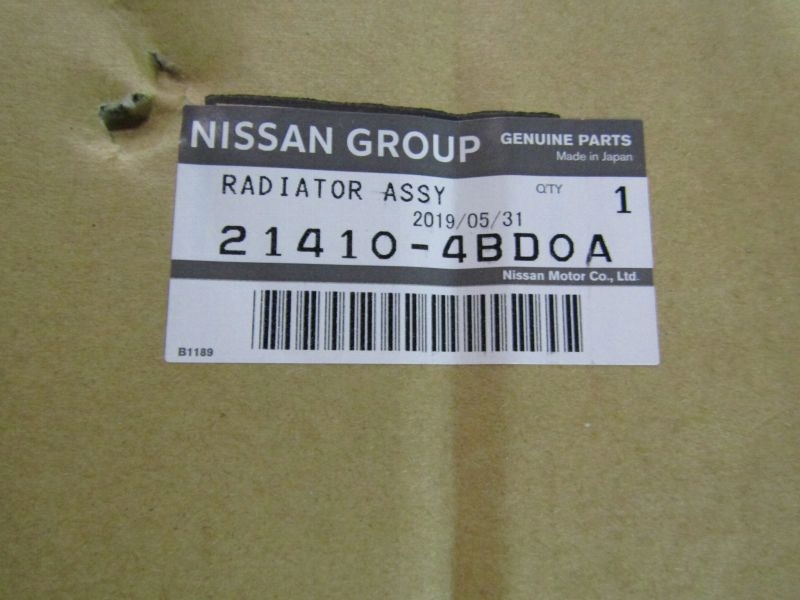 NISSAN GROUP GENUINE PARTS
Made in Japan
RADIATOR ASSY QTY 1
2019/05/31
21410-4BD0A
Nissan Motor Co., Ltd.
B1189